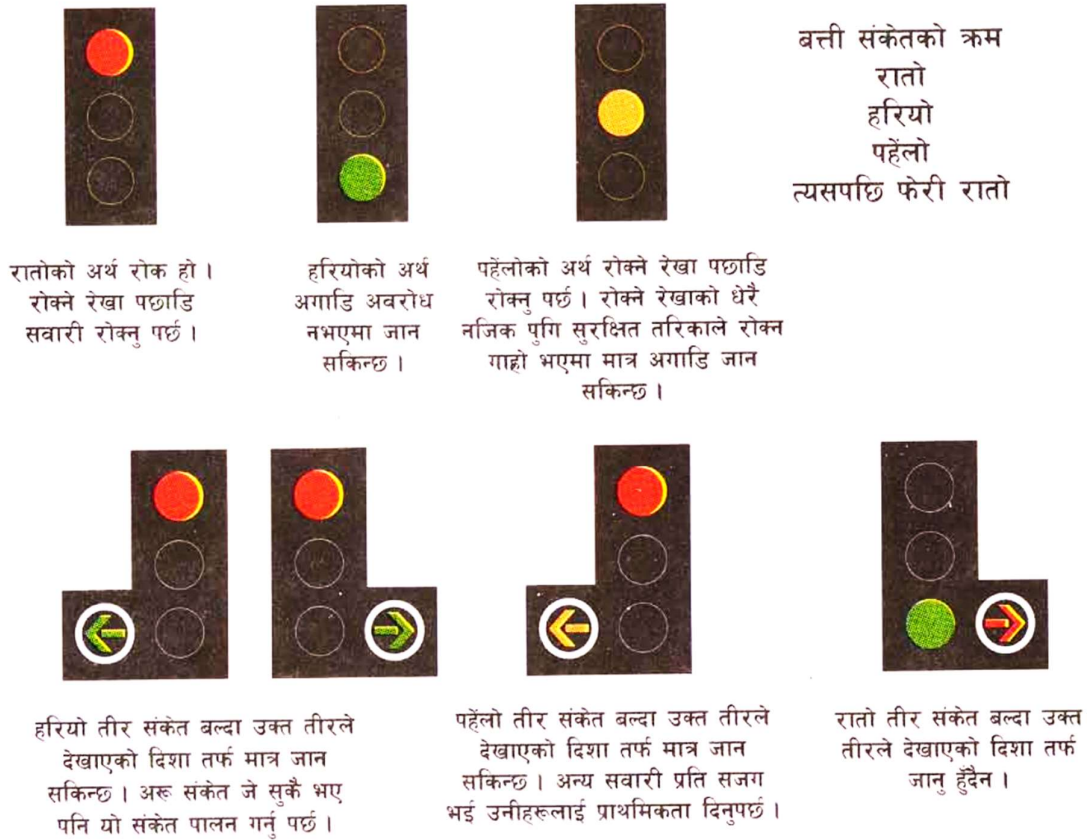 बत्ती संकेतको क्रम
रातो
हरियो
पहेंलो
त्यसपछि फेरी रातो
रातोको अर्थ रोक हो ।
रोक्ने रेखा पछाडि
सवारी रोक्नु पर्छ ।
हरियोको अर्थ
अगाडि अवरोध
नभएमा जान
सकिन्छ ।
पहेंलोको अर्थ रोक्ने रेखा पछाडि
रोक्नु पर्छ । रोक्ने रेखाको धेरै
नजिक पुगि सुरक्षित तरिकाले रोक्न
गाह्रो भएमा मात्र अगाडि जान
सकिन्छ ।
हरियो तीर संकेत बल्दा उक्त तीरले
देखाएको दिशा तर्फ मात्र जान
सकिन्छ । अरू संकेत जे सुकै भए
पनि यो संकेत पालन गर्नु पर्छ ।
पहेंलो तीर संकेत बल्दा उक्त तीरले
देखाएको दिशा तर्फ मात्र जान
सकिन्छ । अन्य सवारी प्रति सजग
भई उनीहरूलाई प्राथमिकता दिनुपर्छ ।
रातो तीर संकेत बल्दा उक्त
तीरले देखाएको दिशा तर्फ
जानु हुँदैन ।